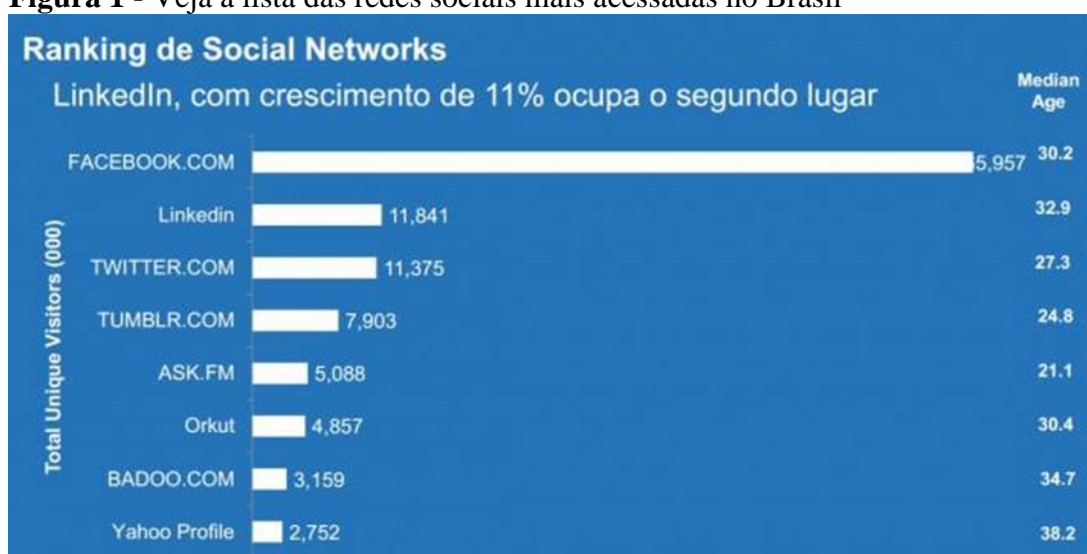 Figura 1 - Veja a lista das redes sociais mais acessadas no Brasil
Ranking de Social Networks
LinkedIn, com crescimento de 11% ocupa o segundo lugar
Median
Age
FACEBOOK.COM 5,957 30.2
Linkedin 11,841 32.9
TWITTER.COM 11,375 27.3
TUMBLR.COM 7,903 24.8
ASK.FM 5,088 21.1
Orkut 4,857 30.4
BADOO.COM 3,159 34.7
Yahoo Profile 2,752 38.2
Total Unique Visitors (000)